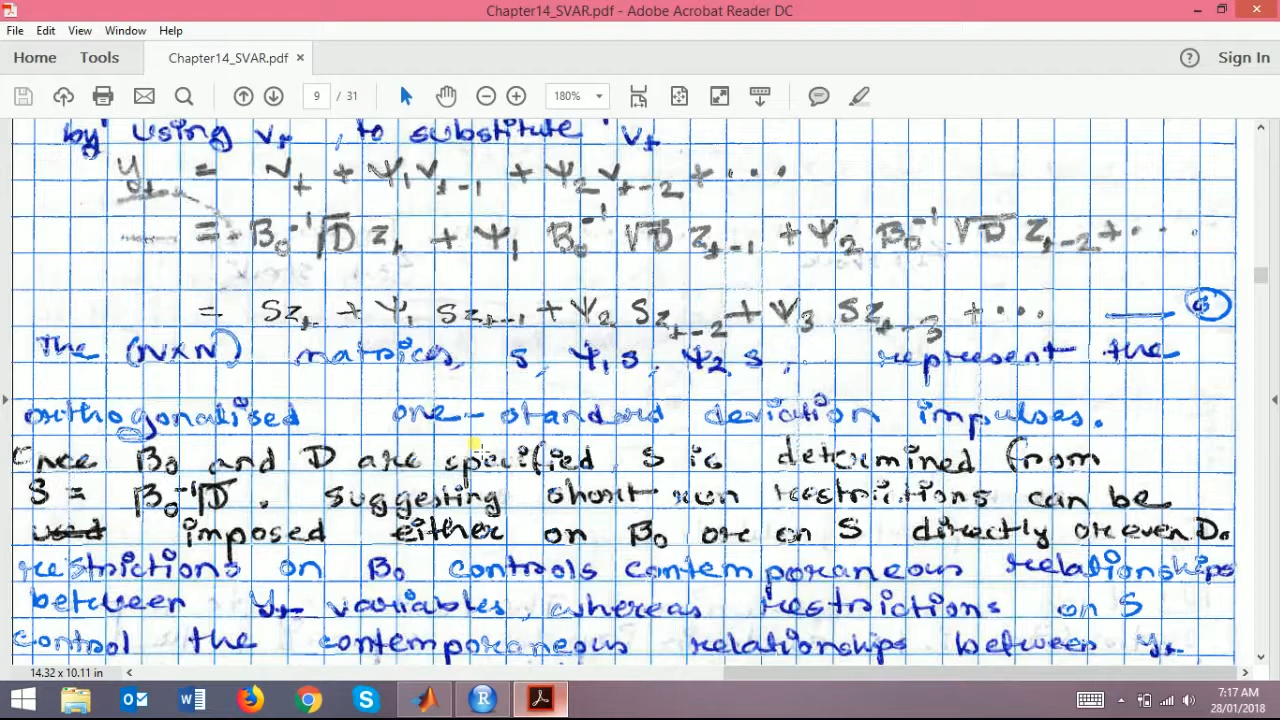 Chapter14_SVAR.pdf - Adobe Acrobat Reader DC
File Edit View Window Help
Home Tools Chapter14_SVAR.pdf × Sign In
9 / 31 180%
by using v_t, to substitute v_t
y_t = v_t + Ψ_1 v_{t-1} + Ψ_2 v_{t-2} + ...
= B_0^{-1} √D z_t + Ψ_1 B_0^{-1} √D z_{t-1} + Ψ_2 B_0^{-1} √D z_{t-2} + ...
= S z_t + Ψ_1 S z_{t-1} + Ψ_2 S z_{t-2} + Ψ_3 S z_{t-3} + ...
The (N×N) matrices, S, Ψ_1 S, Ψ_2 S, represent the
orthogonalised one-standard deviation impulses.
Once B_0 and D are specified, S is determined from
S = B_0^{-1} √D. Suggesting short-run restrictions can be
imposed either on B_0 or on S directly or even D.
restrictions on B_0 controls contemporaneous relationships
between y_t variables, whereas restrictions on S
control the contemporaneous relationships between y_t
14.32 x 10.11 in
7:17 AM
28/01/2018